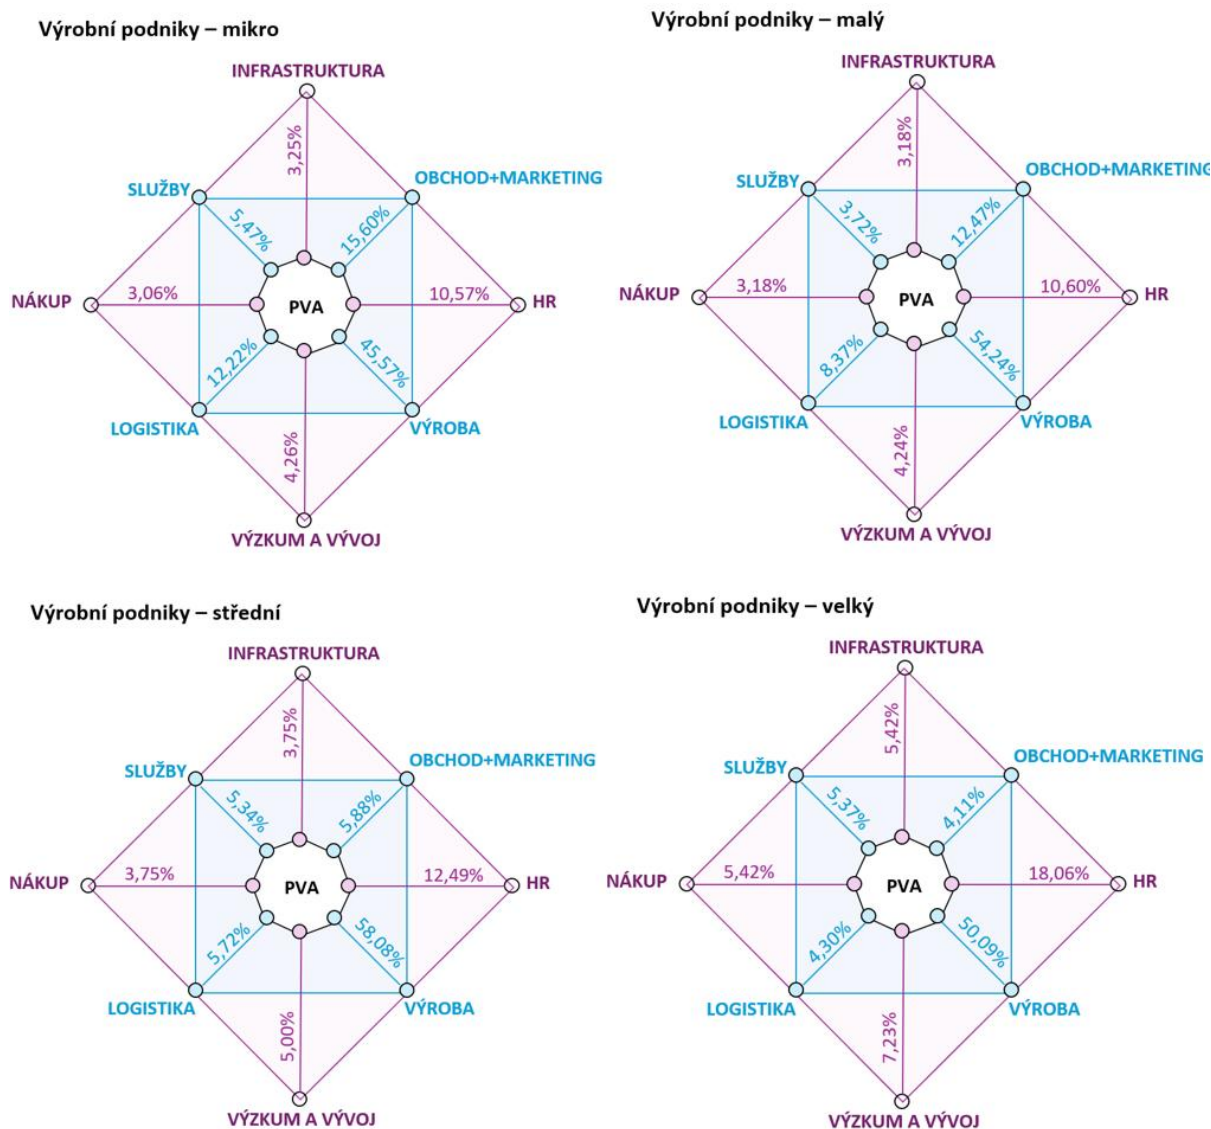 Výrobní podniky – mikro
INFRASTRUKTURA
3,25%
SLUŽBY
OBCHOD+MARKETING
5,47%
15,60%
NÁKUP
3,06%
PVA
10,57%
HR
12,22%
45,57%
LOGISTIKA
VÝROBA
4,26%
VÝZKUM A VÝVOJ
Výrobní podniky – malý
INFRASTRUKTURA
3,18%
SLUŽBY
OBCHOD+MARKETING
3,72%
12,47%
NÁKUP
3,18%
PVA
10,60%
HR
8,37%
54,24%
LOGISTIKA
VÝROBA
4,24%
VÝZKUM A VÝVOJ
Výrobní podniky – střední
INFRASTRUKTURA
3,75%
SLUŽBY
OBCHOD+MARKETING
5,34%
5,88%
NÁKUP
3,75%
PVA
12,49%
HR
5,72%
58,08%
LOGISTIKA
VÝROBA
5,00%
VÝZKUM A VÝVOJ
Výrobní podniky – velký
INFRASTRUKTURA
5,42%
SLUŽBY
OBCHOD+MARKETING
5,37%
4,11%
NÁKUP
5,42%
PVA
18,06%
HR
4,30%
50,09%
LOGISTIKA
VÝROBA
7,23%
VÝZKUM A VÝVOJ